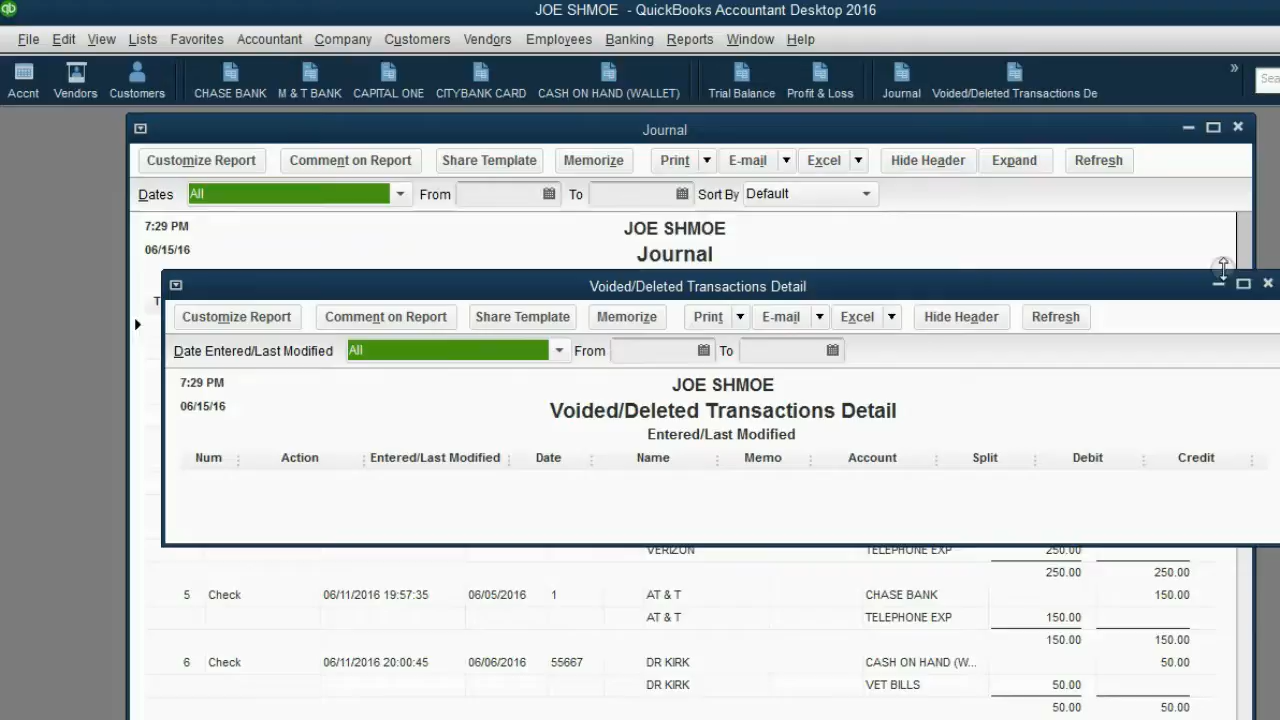 JOE SHMOE - QuickBooks Accountant Desktop 2016
File Edit View Lists Favorites Accountant Company Customers Vendors Employees Banking Reports Window Help
Accnt Vendors Customers CHASE BANK M & T BANK CAPITAL ONE CITYBANK CARD CASH ON HAND (WALLET) Trial Balance Profit & Loss Journal Voided/Deleted Transactions De
» Sea
Journal
Customize Report Comment on Report Share Template Memorize Print E-mail Excel Hide Header Expand Refresh
Dates All From To Sort By Default
7:29 PM JOE SHMOE
06/15/16 Journal
T
Voided/Deleted Transactions Detail
Customize Report Comment on Report Share Template Memorize Print E-mail Excel Hide Header Refresh
Date Entered/Last Modified All From To
7:29 PM JOE SHMOE
06/15/16 Voided/Deleted Transactions Detail
Entered/Last Modified
Num Action Entered/Last Modified Date Name Memo Account Split Debit Credit
VERIZON TELEPHONE EXP 250.00
250.00 250.00
5 Check 06/11/2016 19:57:35 06/05/2016 1 AT & T CHASE BANK 150.00
AT & T TELEPHONE EXP 150.00
150.00 150.00
6 Check 06/11/2016 20:00:45 06/06/2016 55667 DR KIRK CASH ON HAND (W... 50.00
DR KIRK VET BILLS 50.00
50.00 50.00